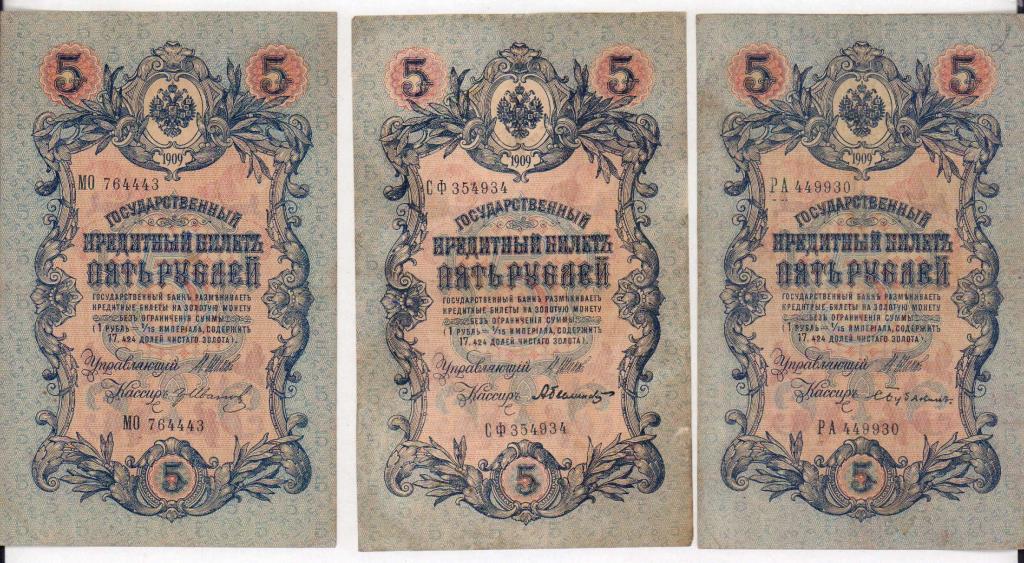 5 5
1909
МО 764443
ГОСУДАРСТВЕННЫЙ
КРЕДИТНЫЙ БИЛЕТЪ
ПЯТЬ РУБЛЕЙ
ГОСУДАРСТВЕННЫЙ БАНКЪ РАЗМѢНИВАЕТЪ
КРЕДИТНЫЕ БИЛЕТЫ НА ЗОЛОТУЮ МОНЕТУ
БЕЗЪ ОГРАНИЧЕНІЯ СУММЫ
(1 РУБЛЬ = 1/15 ИМПЕРІАЛА, СОДЕРЖИТЪ
17,424 ДОЛЕЙ ЧИСТАГО ЗОЛОТА).
Управляющій
Кассиръ
МО 764443
5
5 5
1909
СФ 354934
ГОСУДАРСТВЕННЫЙ
КРЕДИТНЫЙ БИЛЕТЪ
ПЯТЬ РУБЛЕЙ
ГОСУДАРСТВЕННЫЙ БАНКЪ РАЗМѢНИВАЕТЪ
КРЕДИТНЫЕ БИЛЕТЫ НА ЗОЛОТУЮ МОНЕТУ
БЕЗЪ ОГРАНИЧЕНІЯ СУММЫ
(1 РУБЛЬ = 1/15 ИМПЕРІАЛА, СОДЕРЖИТЪ
17,424 ДОЛЕЙ ЧИСТАГО ЗОЛОТА).
Управляющій
Кассиръ
СФ 354934
5
5 5
1909
РА 449930
ГОСУДАРСТВЕННЫЙ
КРЕДИТНЫЙ БИЛЕТЪ
ПЯТЬ РУБЛЕЙ
ГОСУДАРСТВЕННЫЙ БАНКЪ РАЗМѢНИВАЕТЪ
КРЕДИТНЫЕ БИЛЕТЫ НА ЗОЛОТУЮ МОНЕТУ
БЕЗЪ ОГРАНИЧЕНІЯ СУММЫ
(1 РУБЛЬ = 1/15 ИМПЕРІАЛА, СОДЕРЖИТЪ
17,424 ДОЛЕЙ ЧИСТАГО ЗОЛОТА).
Управляющій
Кассиръ
РА 449930
5